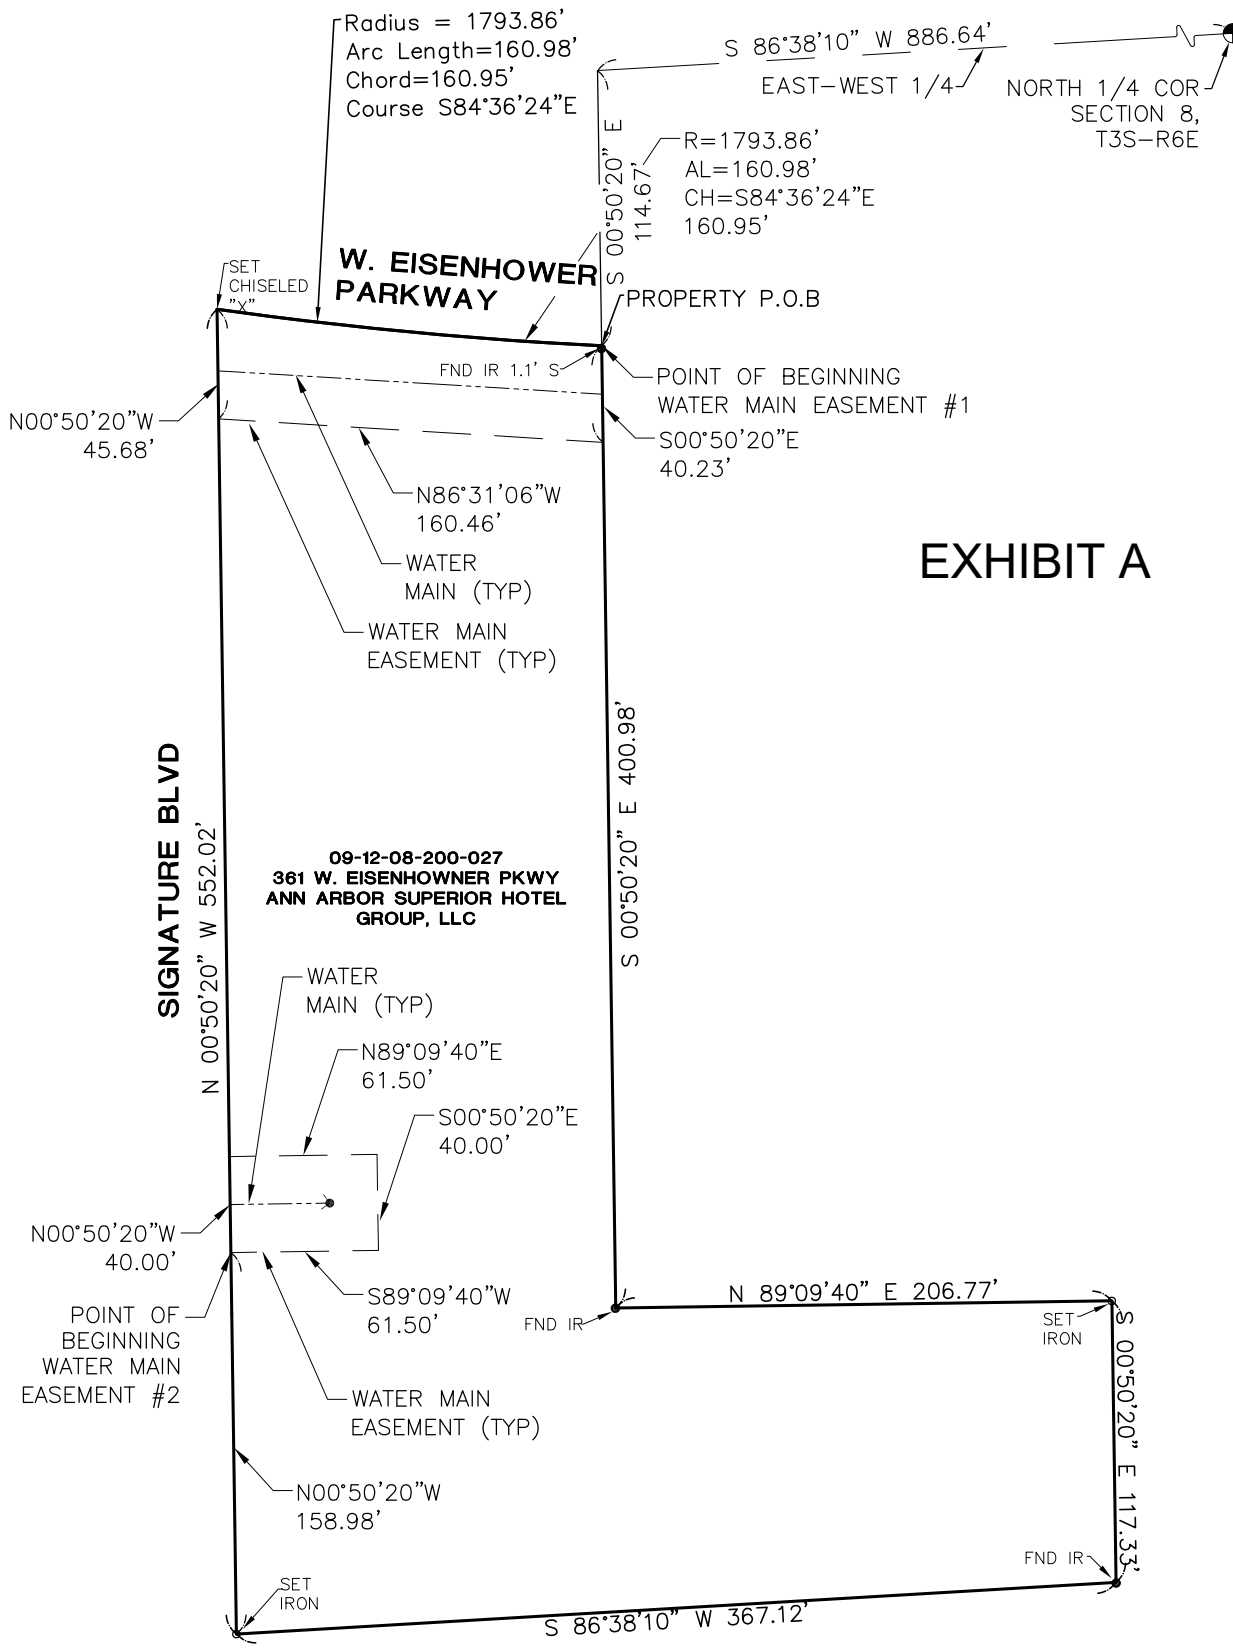 Radius = 1793.86'
Arc Length=160.98'
Chord=160.95'
Course S84°36'24"E
S 86°38'10" W 886.64'
EAST-WEST 1/4
NORTH 1/4 COR
SECTION 8,
T3S-R6E
S 00°50'20" E
114.67'
R=1793.86'
AL=160.98'
CH=S84°36'24"E
160.95'
SET
CHISELED
"X"
W. EISENHOWER
PARKWAY
PROPERTY P.O.B
FND IR 1.1' S
POINT OF BEGINNING
WATER MAIN EASEMENT #1
N00°50'20"W
45.68'
S00°50'20"E
40.23'
N86°31'06"W
160.46'
WATER
MAIN (TYP)
WATER MAIN
EASEMENT (TYP)
EXHIBIT A
SIGNATURE BLVD
N 00°50'20" W 552.02'
S 00°50'20" E 400.98'
09-12-08-200-027
361 W. EISENHOWNER PKWY
ANN ARBOR SUPERIOR HOTEL
GROUP, LLC
WATER
MAIN (TYP)
N89°09'40"E
61.50'
S00°50'20"E
40.00'
N00°50'20"W
40.00'
S89°09'40"W
61.50'
POINT OF
BEGINNING
WATER MAIN
EASEMENT #2
WATER MAIN
EASEMENT (TYP)
FND IR
N 89°09'40" E 206.77'
SET
IRON
S 00°50'20" E 117.33'
N00°50'20"W
158.98'
FND IR
SET
IRON
S 86°38'10" W 367.12'